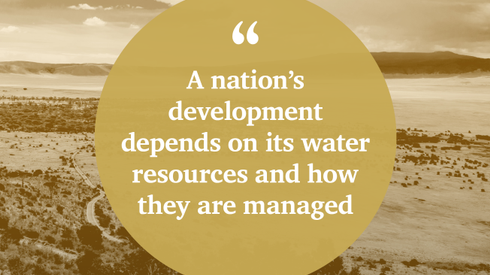 “
A nation’s
development
depends on its water
resources and how
they are managed